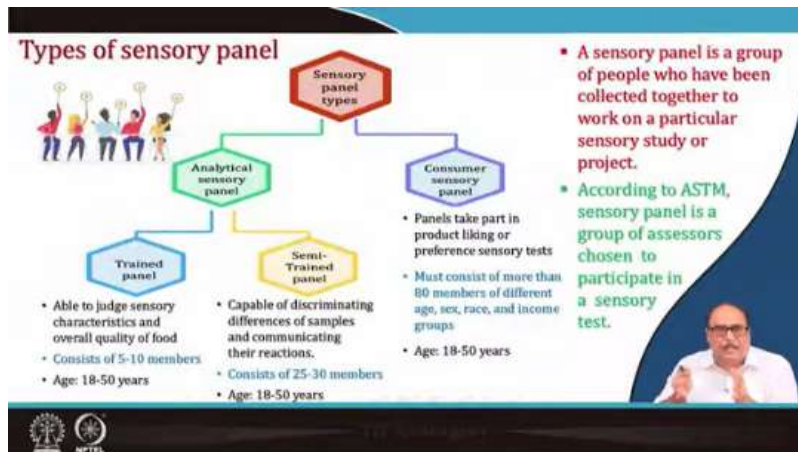 Types of sensory panel
Sensory
panel
types
Analytical
sensory
panel
Consumer
sensory
panel
Trained
panel
Semi-
Trained
panel
• Able to judge sensory
characteristics and
overall quality of food
• Consists of 5-10 members
• Age: 18-50 years
• Capable of discriminating
differences of samples
and communicating
their reactions.
• Consists of 25-30 members
• Age: 18-50 years
• Panels take part in
product liking or
preference sensory tests
• Must consist of more than
80 members of different
age, sex, race, and income
groups
• Age: 18-50 years
▪ A sensory panel is a group
of people who have been
collected together to
work on a particular
sensory study or
project.
▪ According to ASTM,
sensory panel is a
group of assessors
chosen to
participate in
a sensory
test.
NPTEL